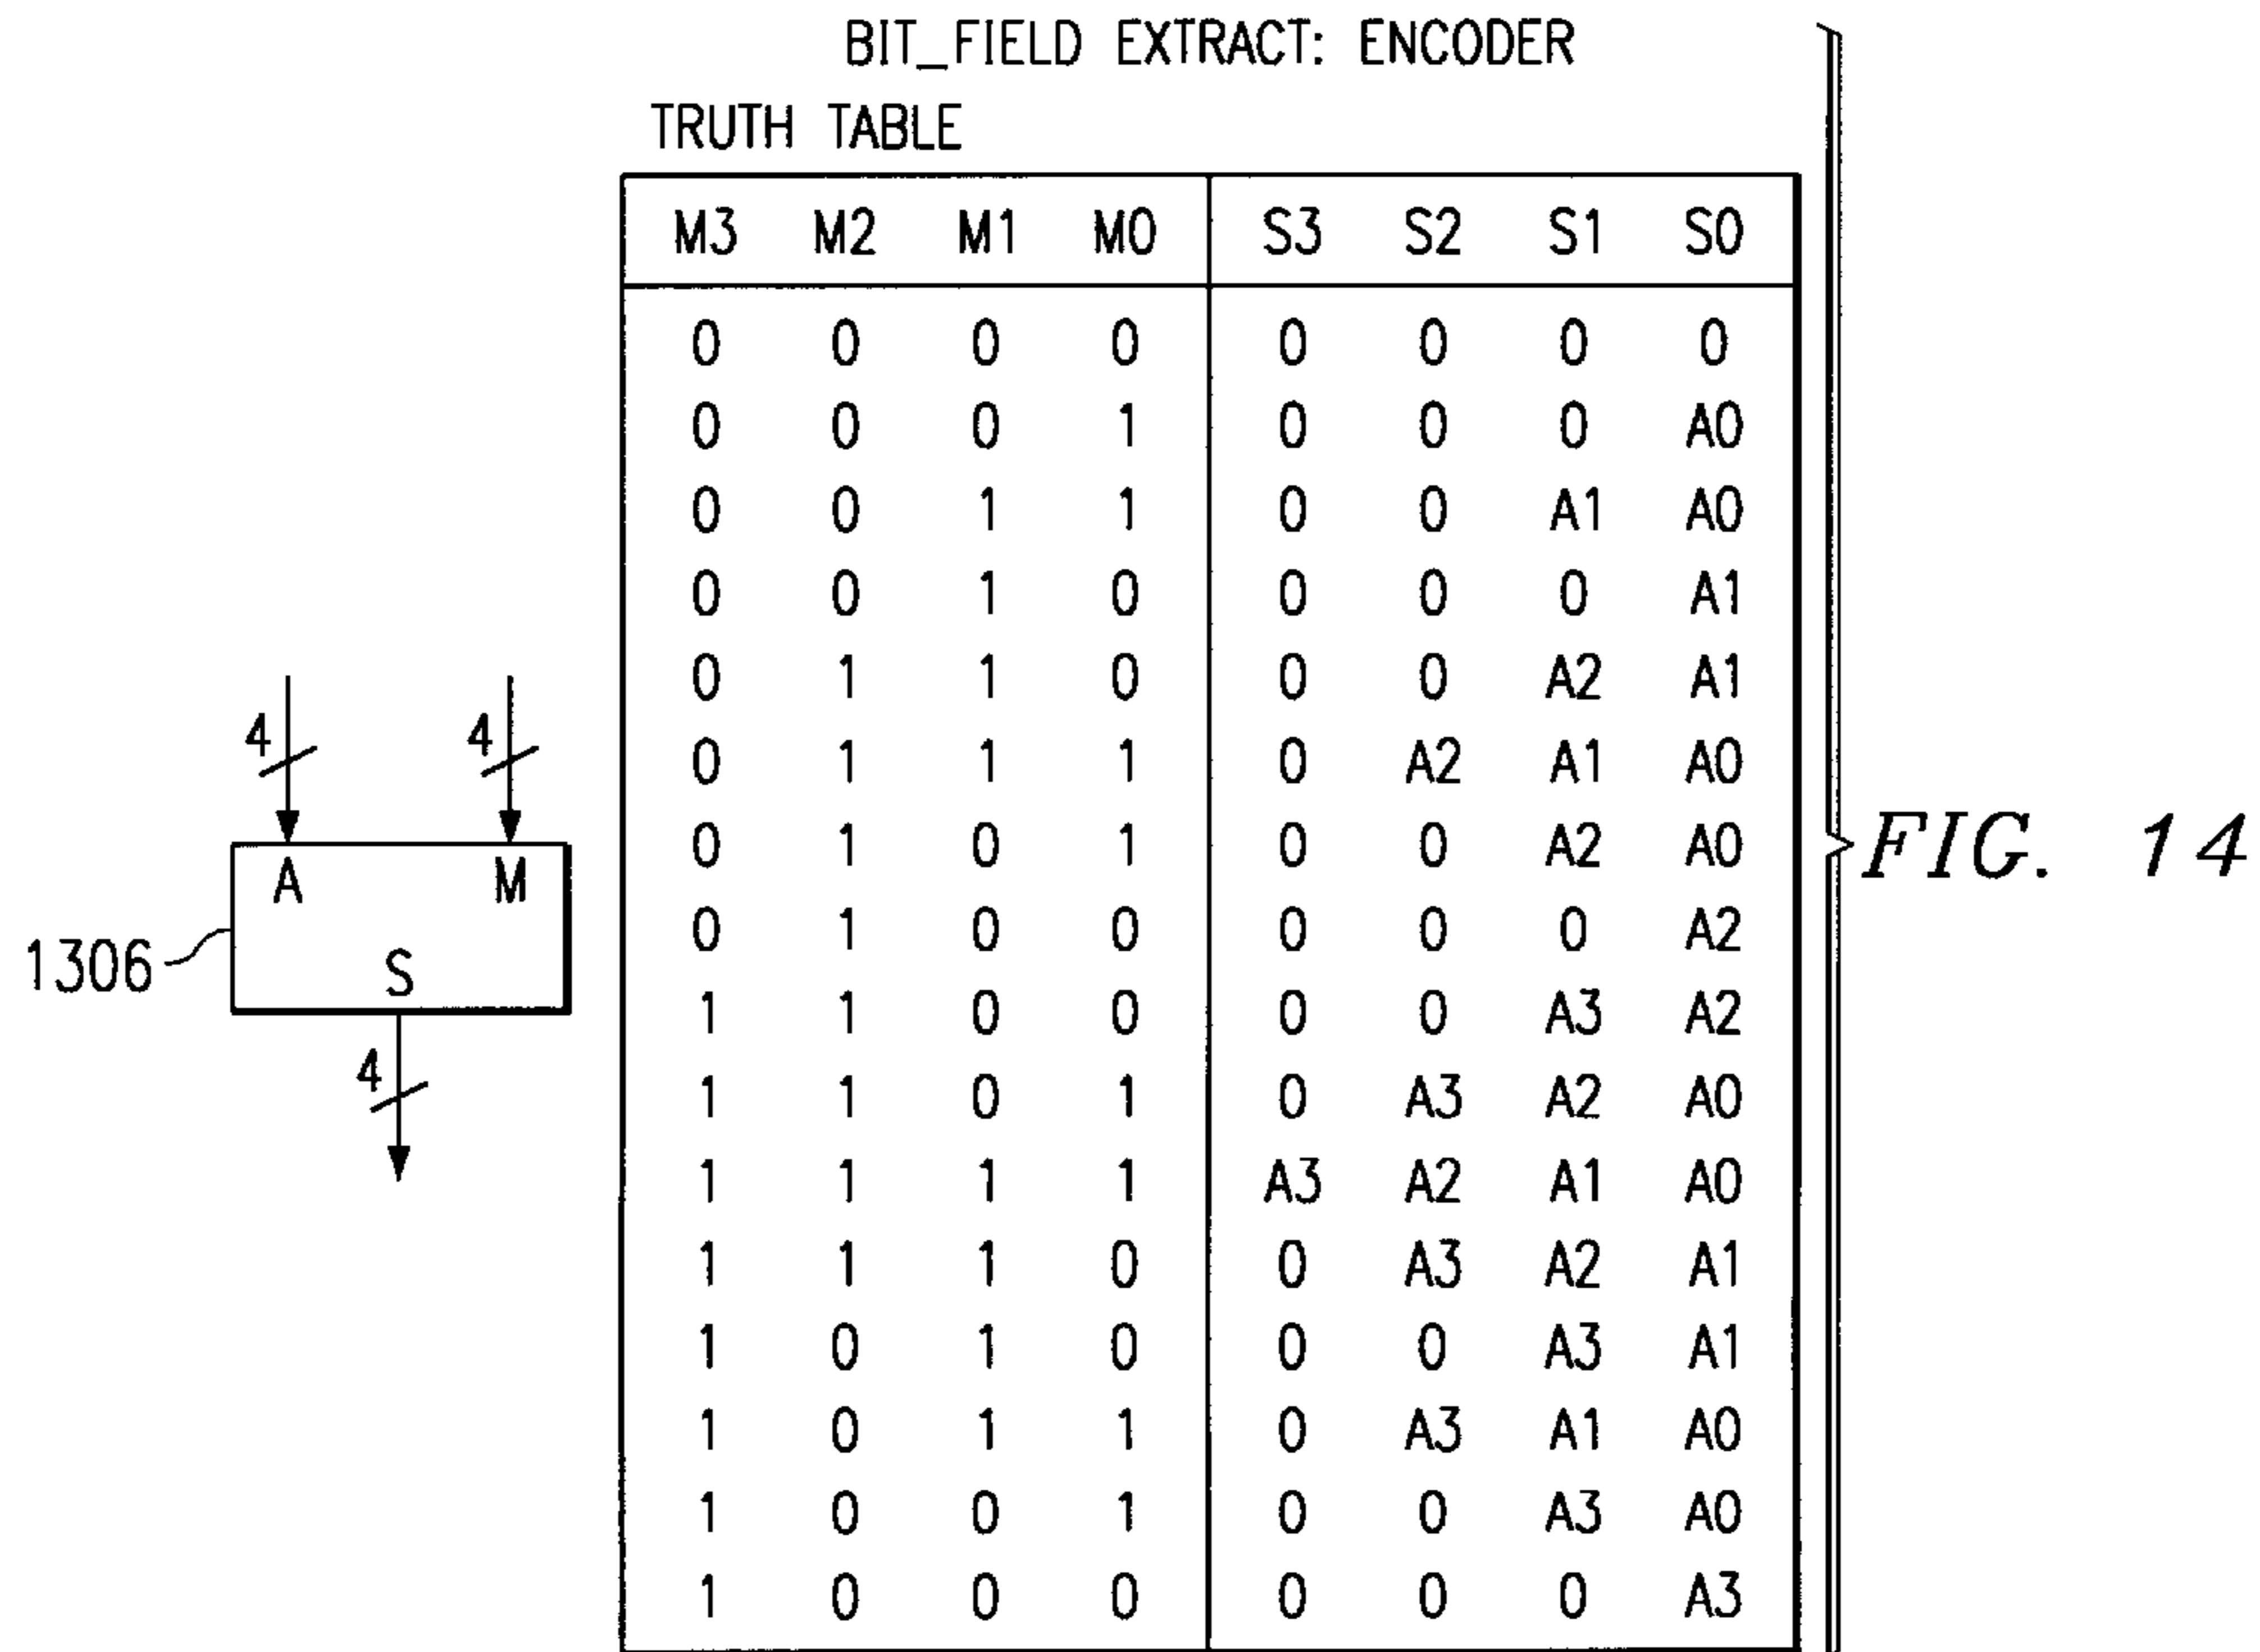 BIT_FIELD EXTRACT: ENCODER
TRUTH TABLE
M3 M2 M1 M0 S3 S2 S1 S0
0 0 0 0 0 0 0 0
0 0 0 1 0 0 0 A0
0 0 1 1 0 0 A1 A0
0 0 1 0 0 0 0 A1
0 1 1 0 0 0 A2 A1
0 1 1 1 0 A2 A1 A0
0 1 0 1 0 0 A2 A0
0 1 0 0 0 0 0 A2
1 1 0 0 0 0 A3 A2
1 1 0 1 0 A3 A2 A0
1 1 1 1 A3 A2 A1 A0
1 1 1 0 0 A3 A2 A1
1 0 1 0 0 0 A3 A1
1 0 1 1 0 A3 A1 A0
1 0 0 1 0 0 A3 A0
1 0 0 0 0 0 0 A3
4 4
A M
1306
S
4
FIG. 14